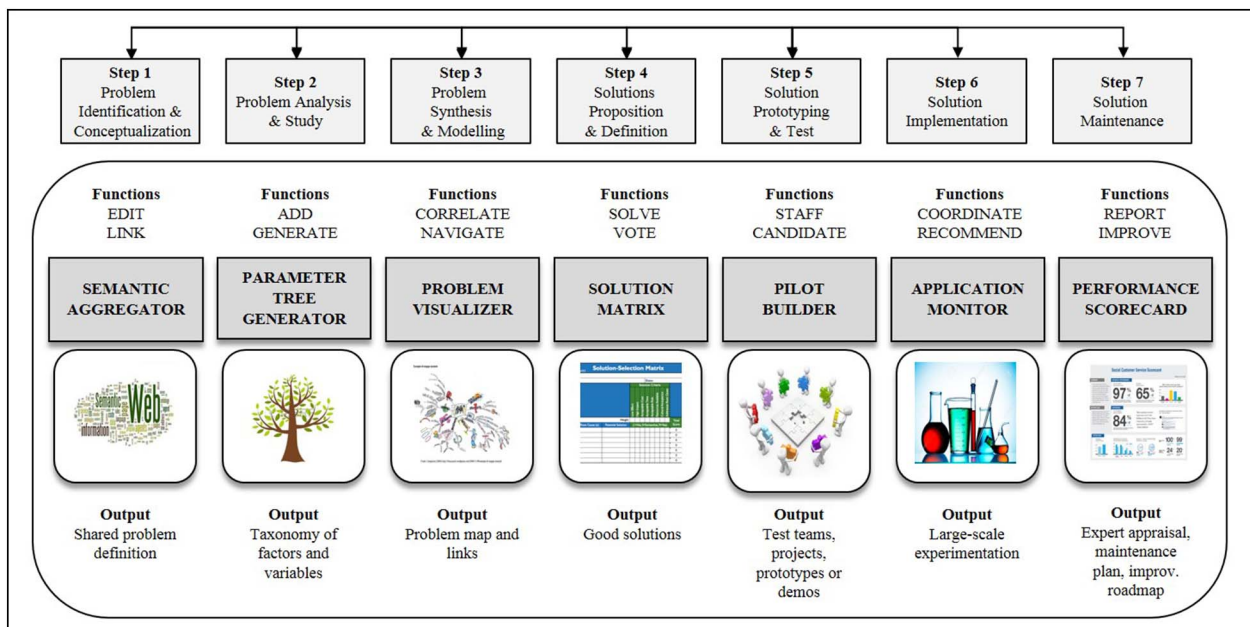 Step 1
Problem
Identification &
Conceptualization
Step 2
Problem Analysis
& Study
Step 3
Problem
Synthesis
& Modelling
Step 4
Solutions
Proposition
& Definition
Step 5
Solution
Prototyping
& Test
Step 6
Solution
Implementation
Step 7
Solution
Maintenance
Functions
EDIT
LINK
Functions
ADD
GENERATE
Functions
CORRELATE
NAVIGATE
Functions
SOLVE
VOTE
Functions
STAFF
CANDIDATE
Functions
COORDINATE
RECOMMEND
Functions
REPORT
IMPROVE
SEMANTIC
AGGREGATOR
PARAMETER
TREE
GENERATOR
PROBLEM
VISUALIZER
SOLUTION
MATRIX
PILOT
BUILDER
APPLICATION
MONITOR
PERFORMANCE
SCORECARD
Semantic
Web
information
Solution-Selection Matrix
97%
65%
84%
100
99
24
20
Output
Shared problem
definition
Output
Taxonomy of
factors and
variables
Output
Problem map and
links
Output
Good solutions
Output
Test teams,
projects,
prototypes or
demos
Output
Large-scale
experimentation
Output
Expert appraisal,
maintenance
plan, improv.
roadmap